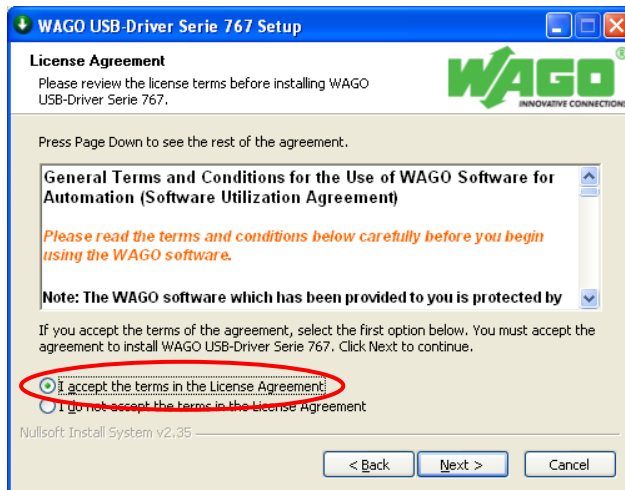 WAGO USB-Driver Serie 767 Setup
License Agreement
Please review the license terms before installing WAGO
USB-Driver Serie 767.
WAGO
®
INNOVATIVE CONNECTIONS
Press Page Down to see the rest of the agreement.
General Terms and Conditions for the Use of WAGO Software for
Automation (Software Utilization Agreement)
Please read the terms and conditions below carefully before you begin
using the WAGO software.
Note: The WAGO software which has been provided to you is protected by
If you accept the terms of the agreement, select the first option below. You must accept the
agreement to install WAGO USB-Driver Serie 767. Click Next to continue.
I accept the terms in the License Agreement
I do not accept the terms in the License Agreement
Nullsoft Install System v2.35
< Back
Next >
Cancel